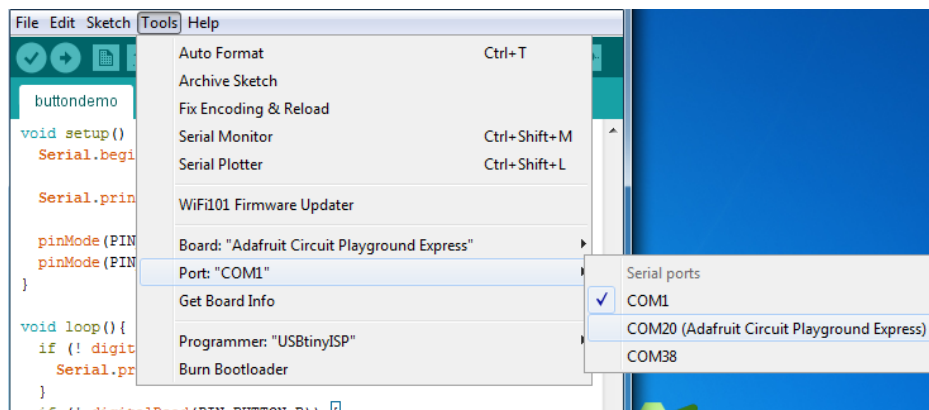 File Edit Sketch Tools Help
Auto Format Ctrl+T
Archive Sketch
Fix Encoding & Reload
Serial Monitor Ctrl+Shift+M
Serial Plotter Ctrl+Shift+L
WiFi101 Firmware Updater
Board: "Adafruit Circuit Playground Express"
Port: "COM1"
Get Board Info
Programmer: "USBtinyISP"
Burn Bootloader
Serial ports
COM1
COM20 (Adafruit Circuit Playground Express)
COM38
buttondemo
void setup()
Serial.begi
Serial.prin
pinMode(PIN
pinMode(PIN
}
void loop(){
if (! digit
Serial.pr
}